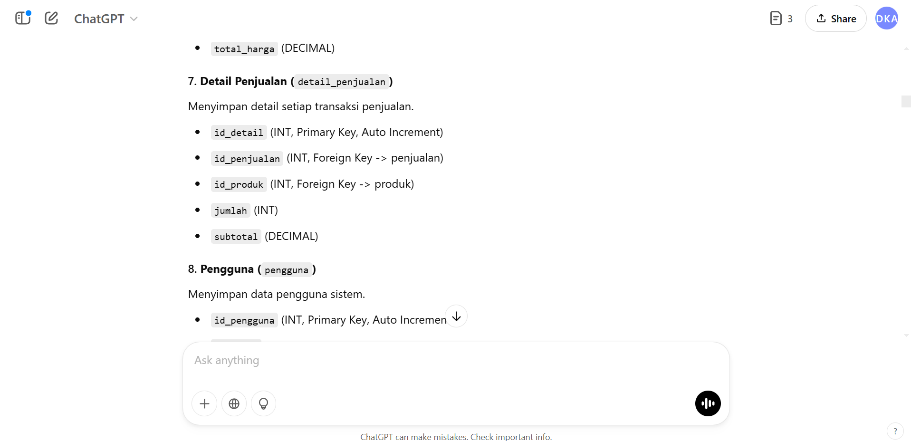 ChatGPT
3
Share
DKA
total_harga (DECIMAL)
7. Detail Penjualan (detail_penjualan)
Menyimpan detail setiap transaksi penjualan.
id_detail (INT, Primary Key, Auto Increment)
id_penjualan (INT, Foreign Key -> penjualan)
id_produk (INT, Foreign Key -> produk)
jumlah (INT)
subtotal (DECIMAL)
8. Pengguna (pengguna)
Menyimpan data pengguna sistem.
id_pengguna (INT, Primary Key, Auto Incremen
Ask anything
ChatGPT can make mistakes. Check important info.
?